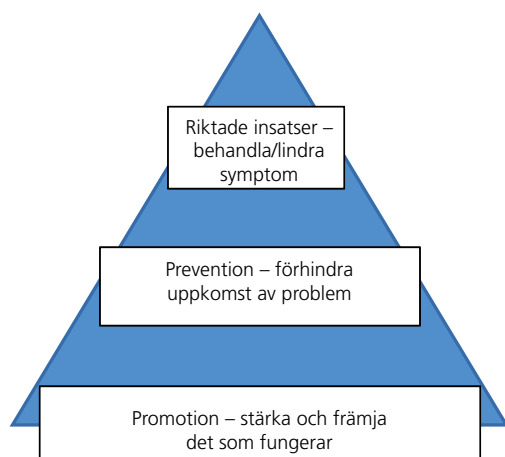 Riktade insatser –
behandla/lindra
symptom
Prevention – förhindra
uppkomst av problem
Promotion – stärka och främja
det som fungerar